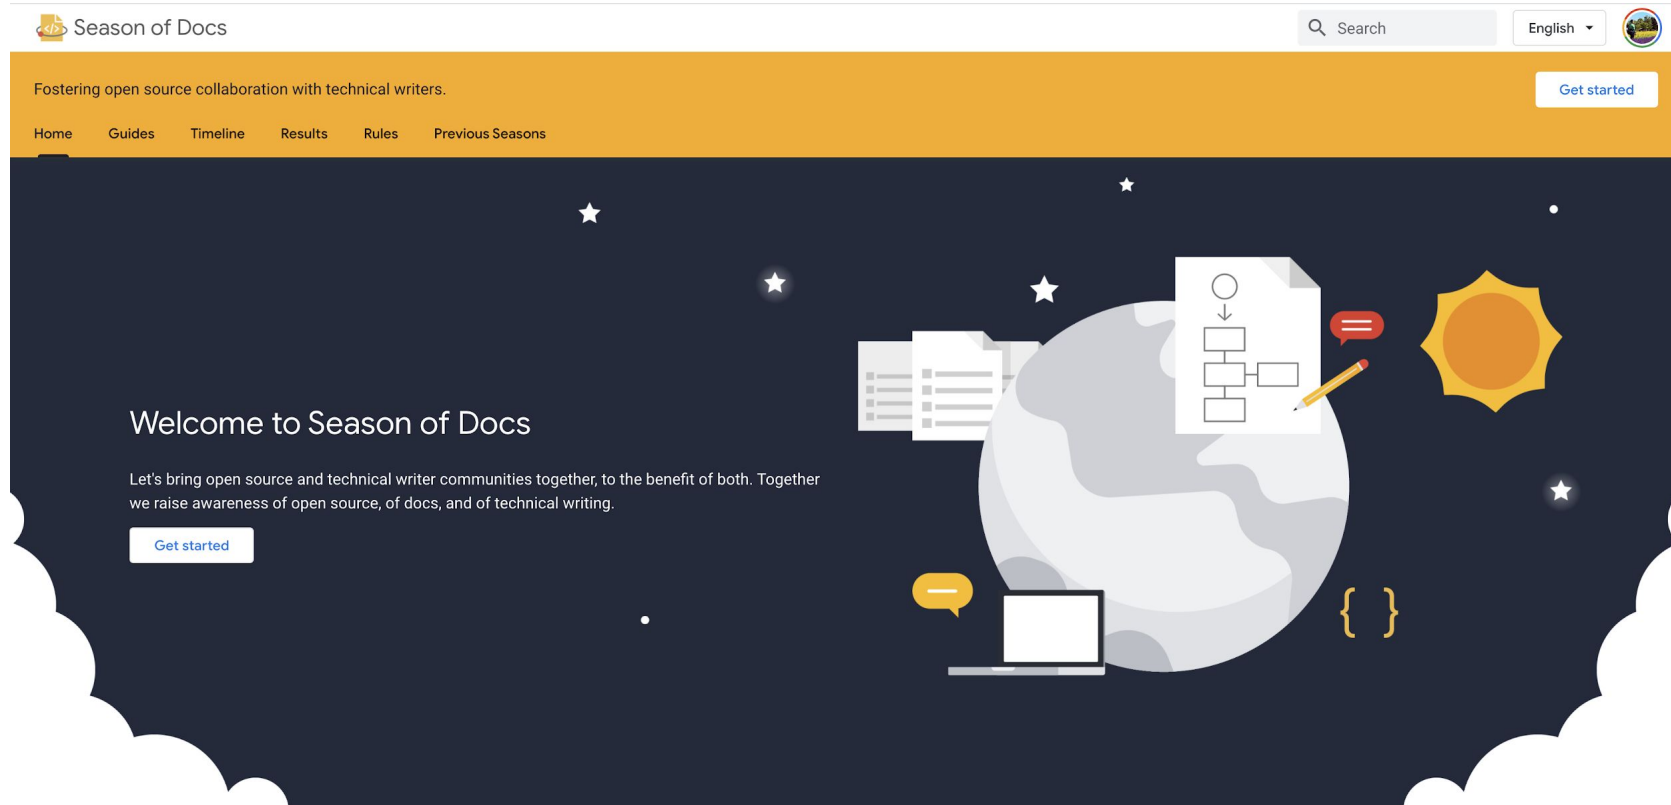 Season of Docs
Search
English
Fostering open source collaboration with technical writers.
Get started
Home Guides Timeline Results Rules Previous Seasons
Welcome to Season of Docs
Let's bring open source and technical writer communities together, to the benefit of both. Together
we raise awareness of open source, of docs, and of technical writing.
Get started
{ }